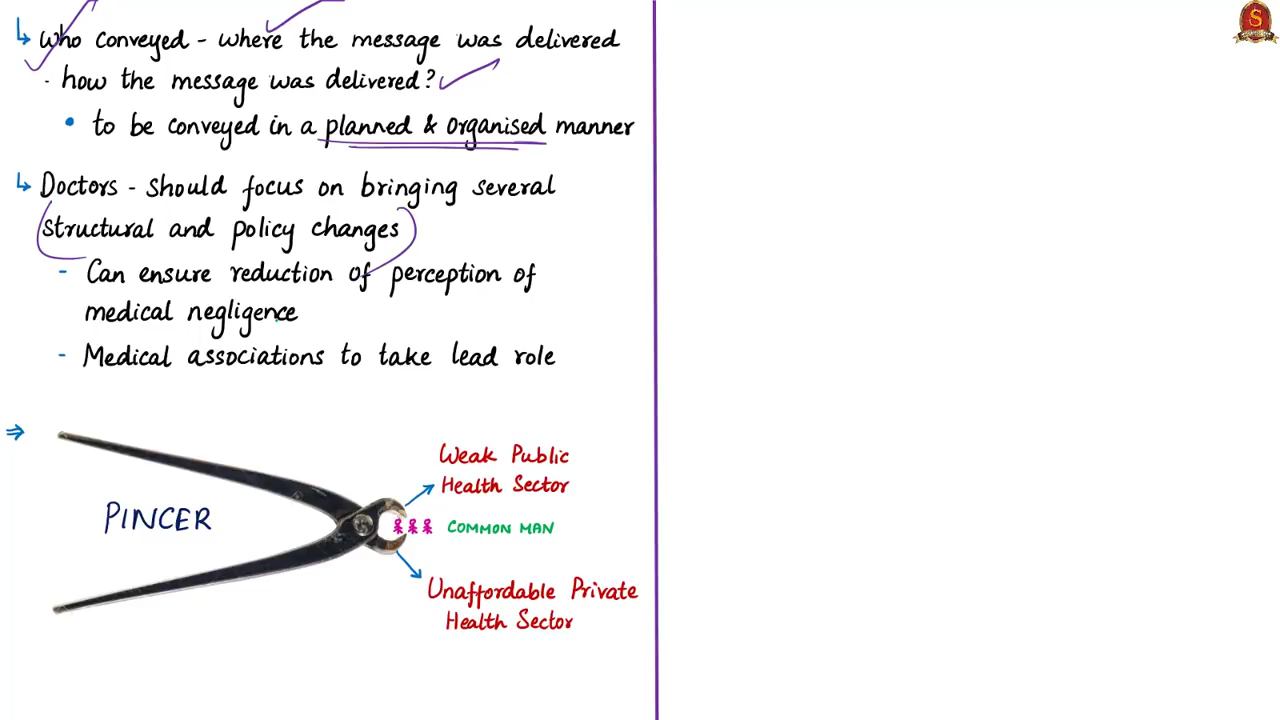 ↳ Who conveyed - where the message was delivered
- how the message was delivered?
• to be conveyed in a planned & organised manner
↳ Doctors - Should focus on bringing several
structural and policy changes
- Can ensure reduction of perception of
medical negligence
- Medical associations to take lead role
⇒
PINCER
Weak Public
Health Sector
COMMON MAN
Unaffordable Private
Health Sector
S